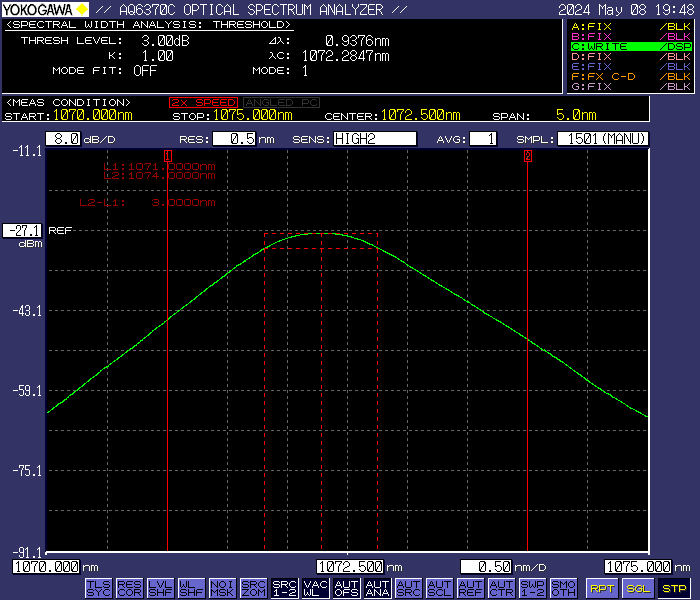 YOKOGAWA // AQ6370C OPTICAL SPECTRUM ANALYZER // 2024 May 08 19:48
<SPECTRAL WIDTH ANALYSIS: THRESHOLD>
THRESH LEVEL: 3.00dB Δλ: 0.9376nm
K: 1.00 λC: 1072.2847nm
MODE FIT: OFF MODE: 1
A:FIX /BLK
B:FIX /BLK
C:WRITE /DSP
D:FIX /BLK
E:FIX /BLK
F:FX C-D /BLK
G:FIX /BLK
<MEAS CONDITION> 2X SPEED ANGLED PC
START: 1070.000nm STOP: 1075.000nm CENTER: 1072.500nm SPAN: 5.0nm
8.0 dB/D RES: 0.5 nm SENS: HIGH2 AVG: 1 SMPL: 1501(MANU)
-11.1
1 2
L1:1071.0000nm
L2:1074.0000nm
L2-L1: 3.0000nm
-27.1 REF
dBm
-43.1
-59.1
-75.1
-91.1
1070.000 nm 1072.500 nm 0.50 nm/D 1075.000 nm
TLS SYC RES COR LVL SHF WL SHF NOI MSK SRC ZOM SRC 1-2 VAC WL AUT OFS AUT ANA AUT SRC AUT SCL AUT REF AUT CTR SWP 1-2 SMO OTH RPT SGL STP